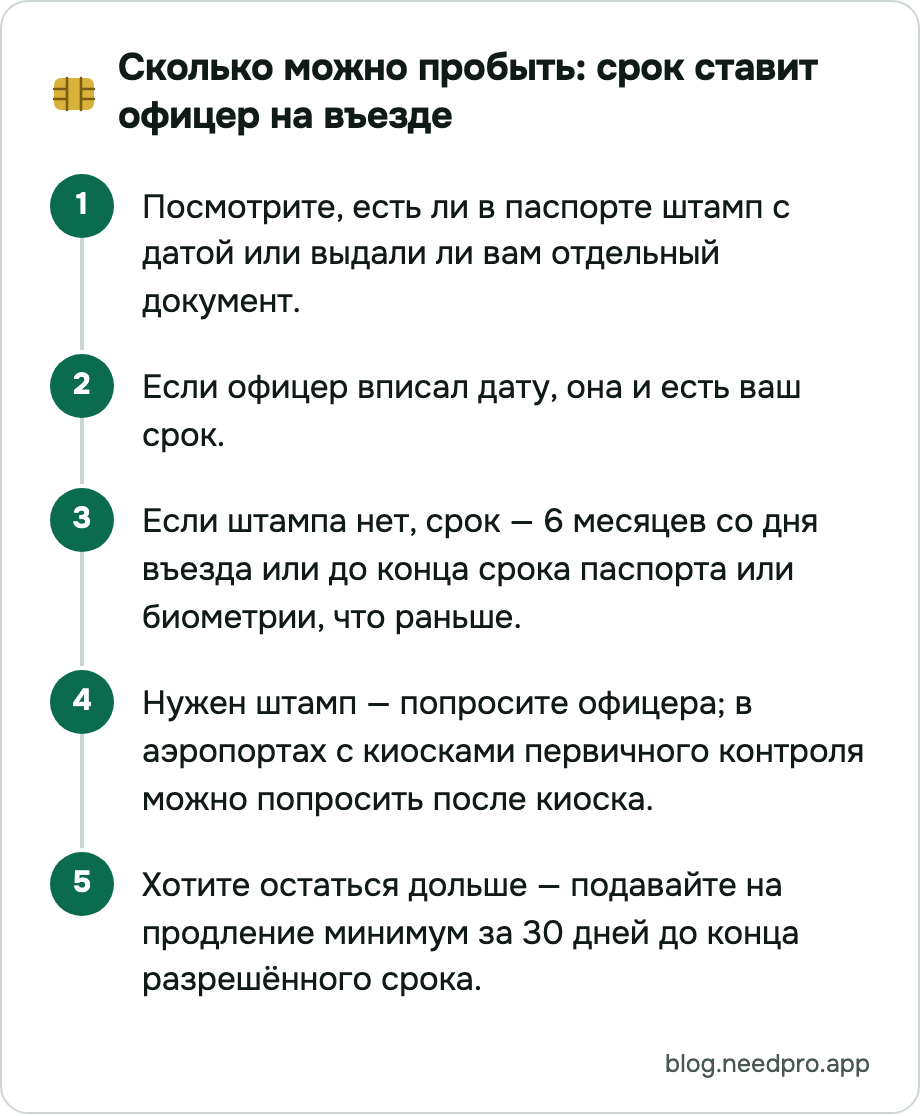 Сколько можно пробыть: срок ставит
офицер на въезде
1
Посмотрите, есть ли в паспорте штамп с
датой или выдали ли вам отдельный
документ.
2
Если офицер вписал дату, она и есть ваш
срок.
3
Если штампа нет, срок — 6 месяцев со дня
въезда или до конца срока паспорта или
биометрии, что раньше.
4
Нужен штамп — попросите офицера; в
аэропортах с киосками первичного контроля
можно попросить после киоска.
5
Хотите остаться дольше — подавайте на
продление минимум за 30 дней до конца
разрешённого срока.
blog.needpro.app